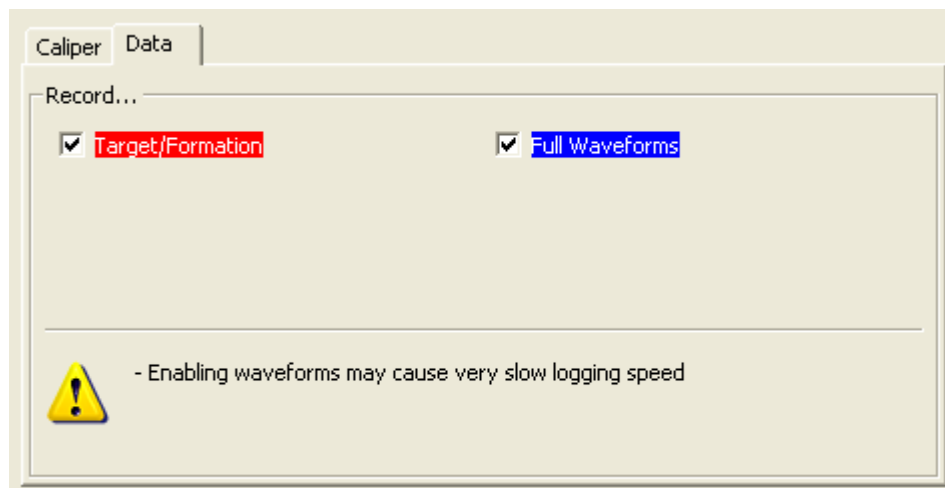 Caliper Data
Record...
Target/Formation Full Waveforms
- Enabling waveforms may cause very slow logging speed